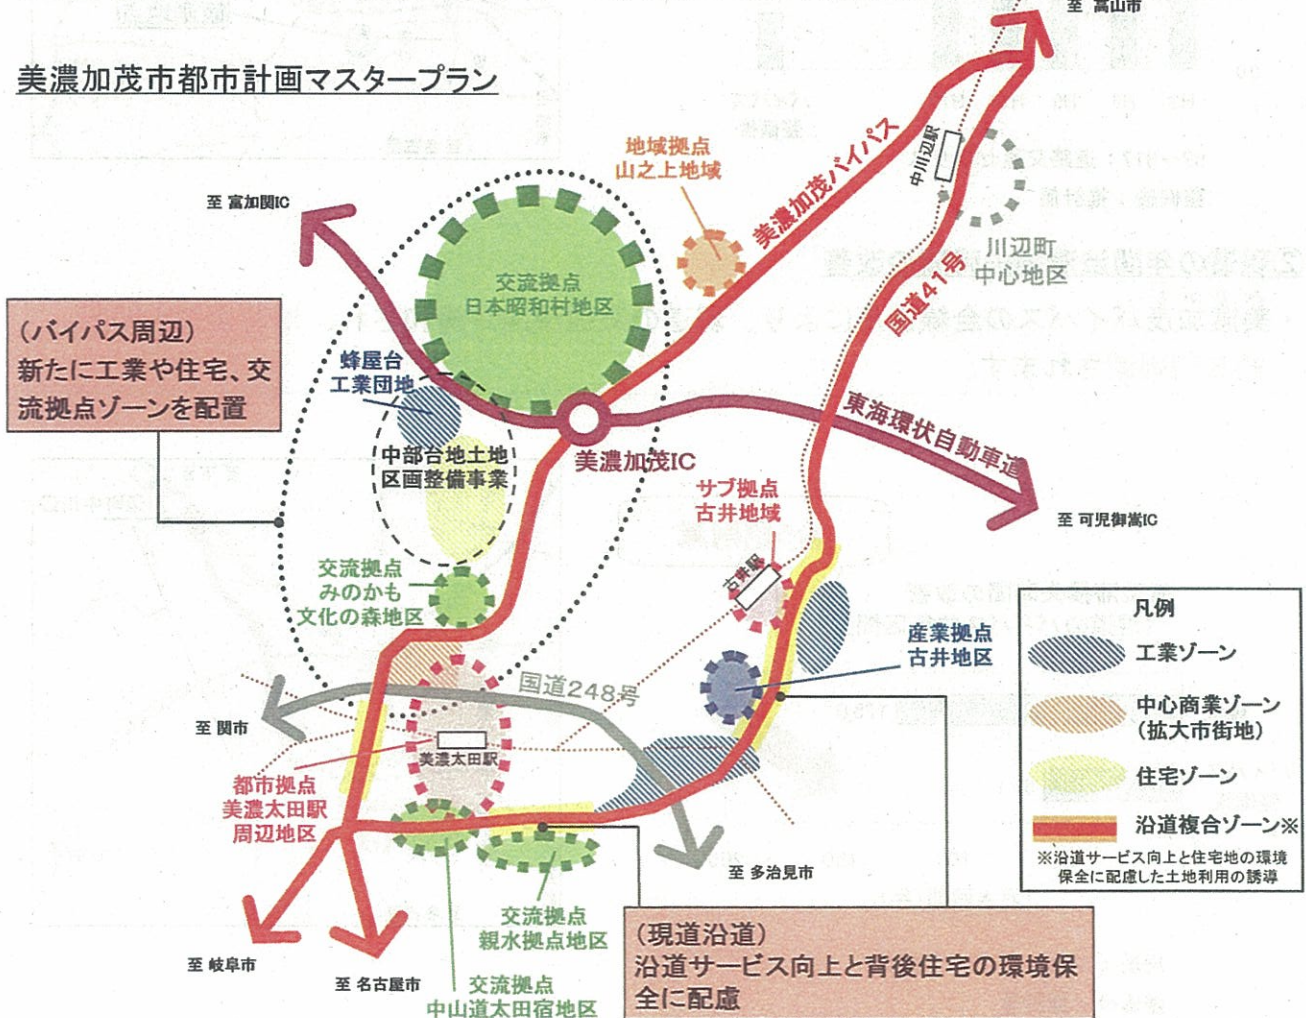 至 高山市
美濃加茂市都市計画マスタープラン
地域拠点
山之上地域
美濃加茂バイパス
中川辺駅
至 富加関IC
川辺町
中心地区
国道41号
交流拠点
日本昭和村地区
(バイパス周辺)
新たに工業や住宅、交
流拠点ゾーンを配置
蜂屋台
工業団地
中部台地土地
区画整備事業
美濃加茂IC
東海環状自動車道
サブ拠点
古井地域
至 可児御嵩IC
古井駅
交流拠点
みのかも
文化の森地区
産業拠点
古井地区
凡例
工業ゾーン
中心商業ゾーン
(拡大市街地)
住宅ゾーン
沿道複合ゾーン※
※沿道サービス向上と住宅地の環境
保全に配慮した土地利用の誘導
国道248号
至 関市
美濃太田駅
都市拠点
美濃太田駅
周辺地区
至 多治見市
交流拠点
親水拠点地区
(現道沿道)
沿道サービス向上と背後住宅の環境保
全に配慮
至 岐阜市
至 名古屋市
交流拠点
中山道太田宿地区